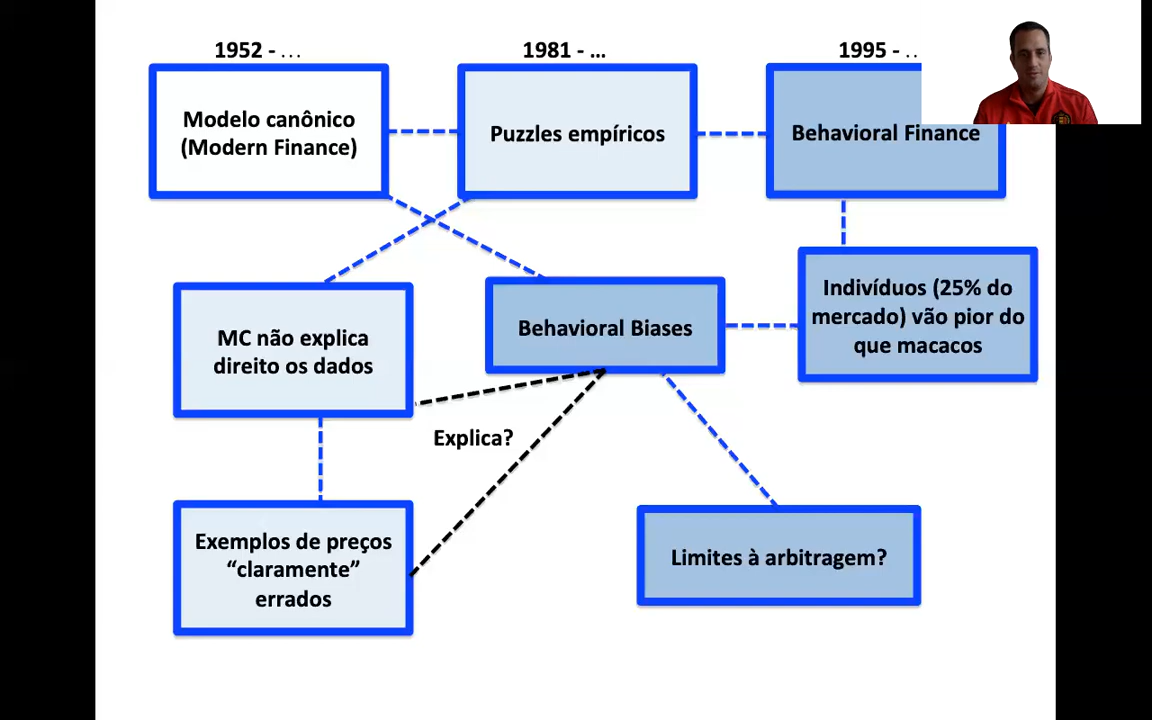 1952 - ...
1981 - ...
1995 - ..
Modelo canônico
(Modern Finance)
Puzzles empíricos
Behavioral Finance
MC não explica
direito os dados
Behavioral Biases
Indivíduos (25% do
mercado) vão pior do
que macacos
Explica?
Exemplos de preços
“claramente”
errados
Limites à arbitragem?